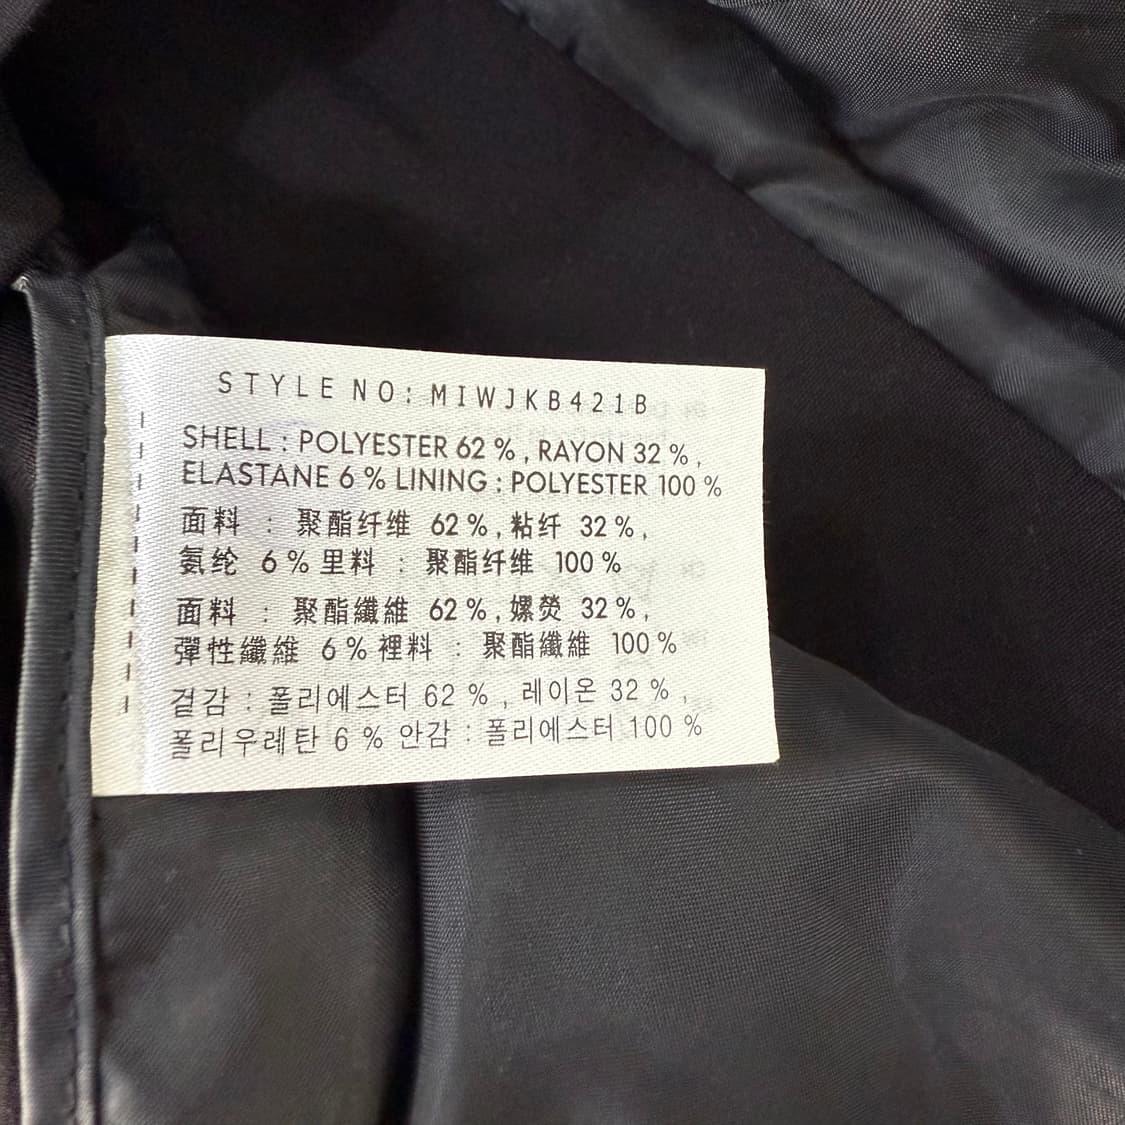 STYLE NO: MIWJKB421B
SHELL : POLYESTER 62 % , RAYON 32 % ,
ELASTANE 6 % LINING : POLYESTER 100 %
面料 : 聚酯纤维 62 % , 粘纤 32 % ,
氨纶 6 % 里料 : 聚酯纤维 100 %
面料 : 聚酯纖維 62 % , 嫘熒 32 % ,
彈性纖維 6 % 裡料 : 聚酯纖維 100 %
겉감 : 폴리에스터 62 % , 레이온 32 % ,
폴리우레탄 6 % 안감 : 폴리에스터 100 %